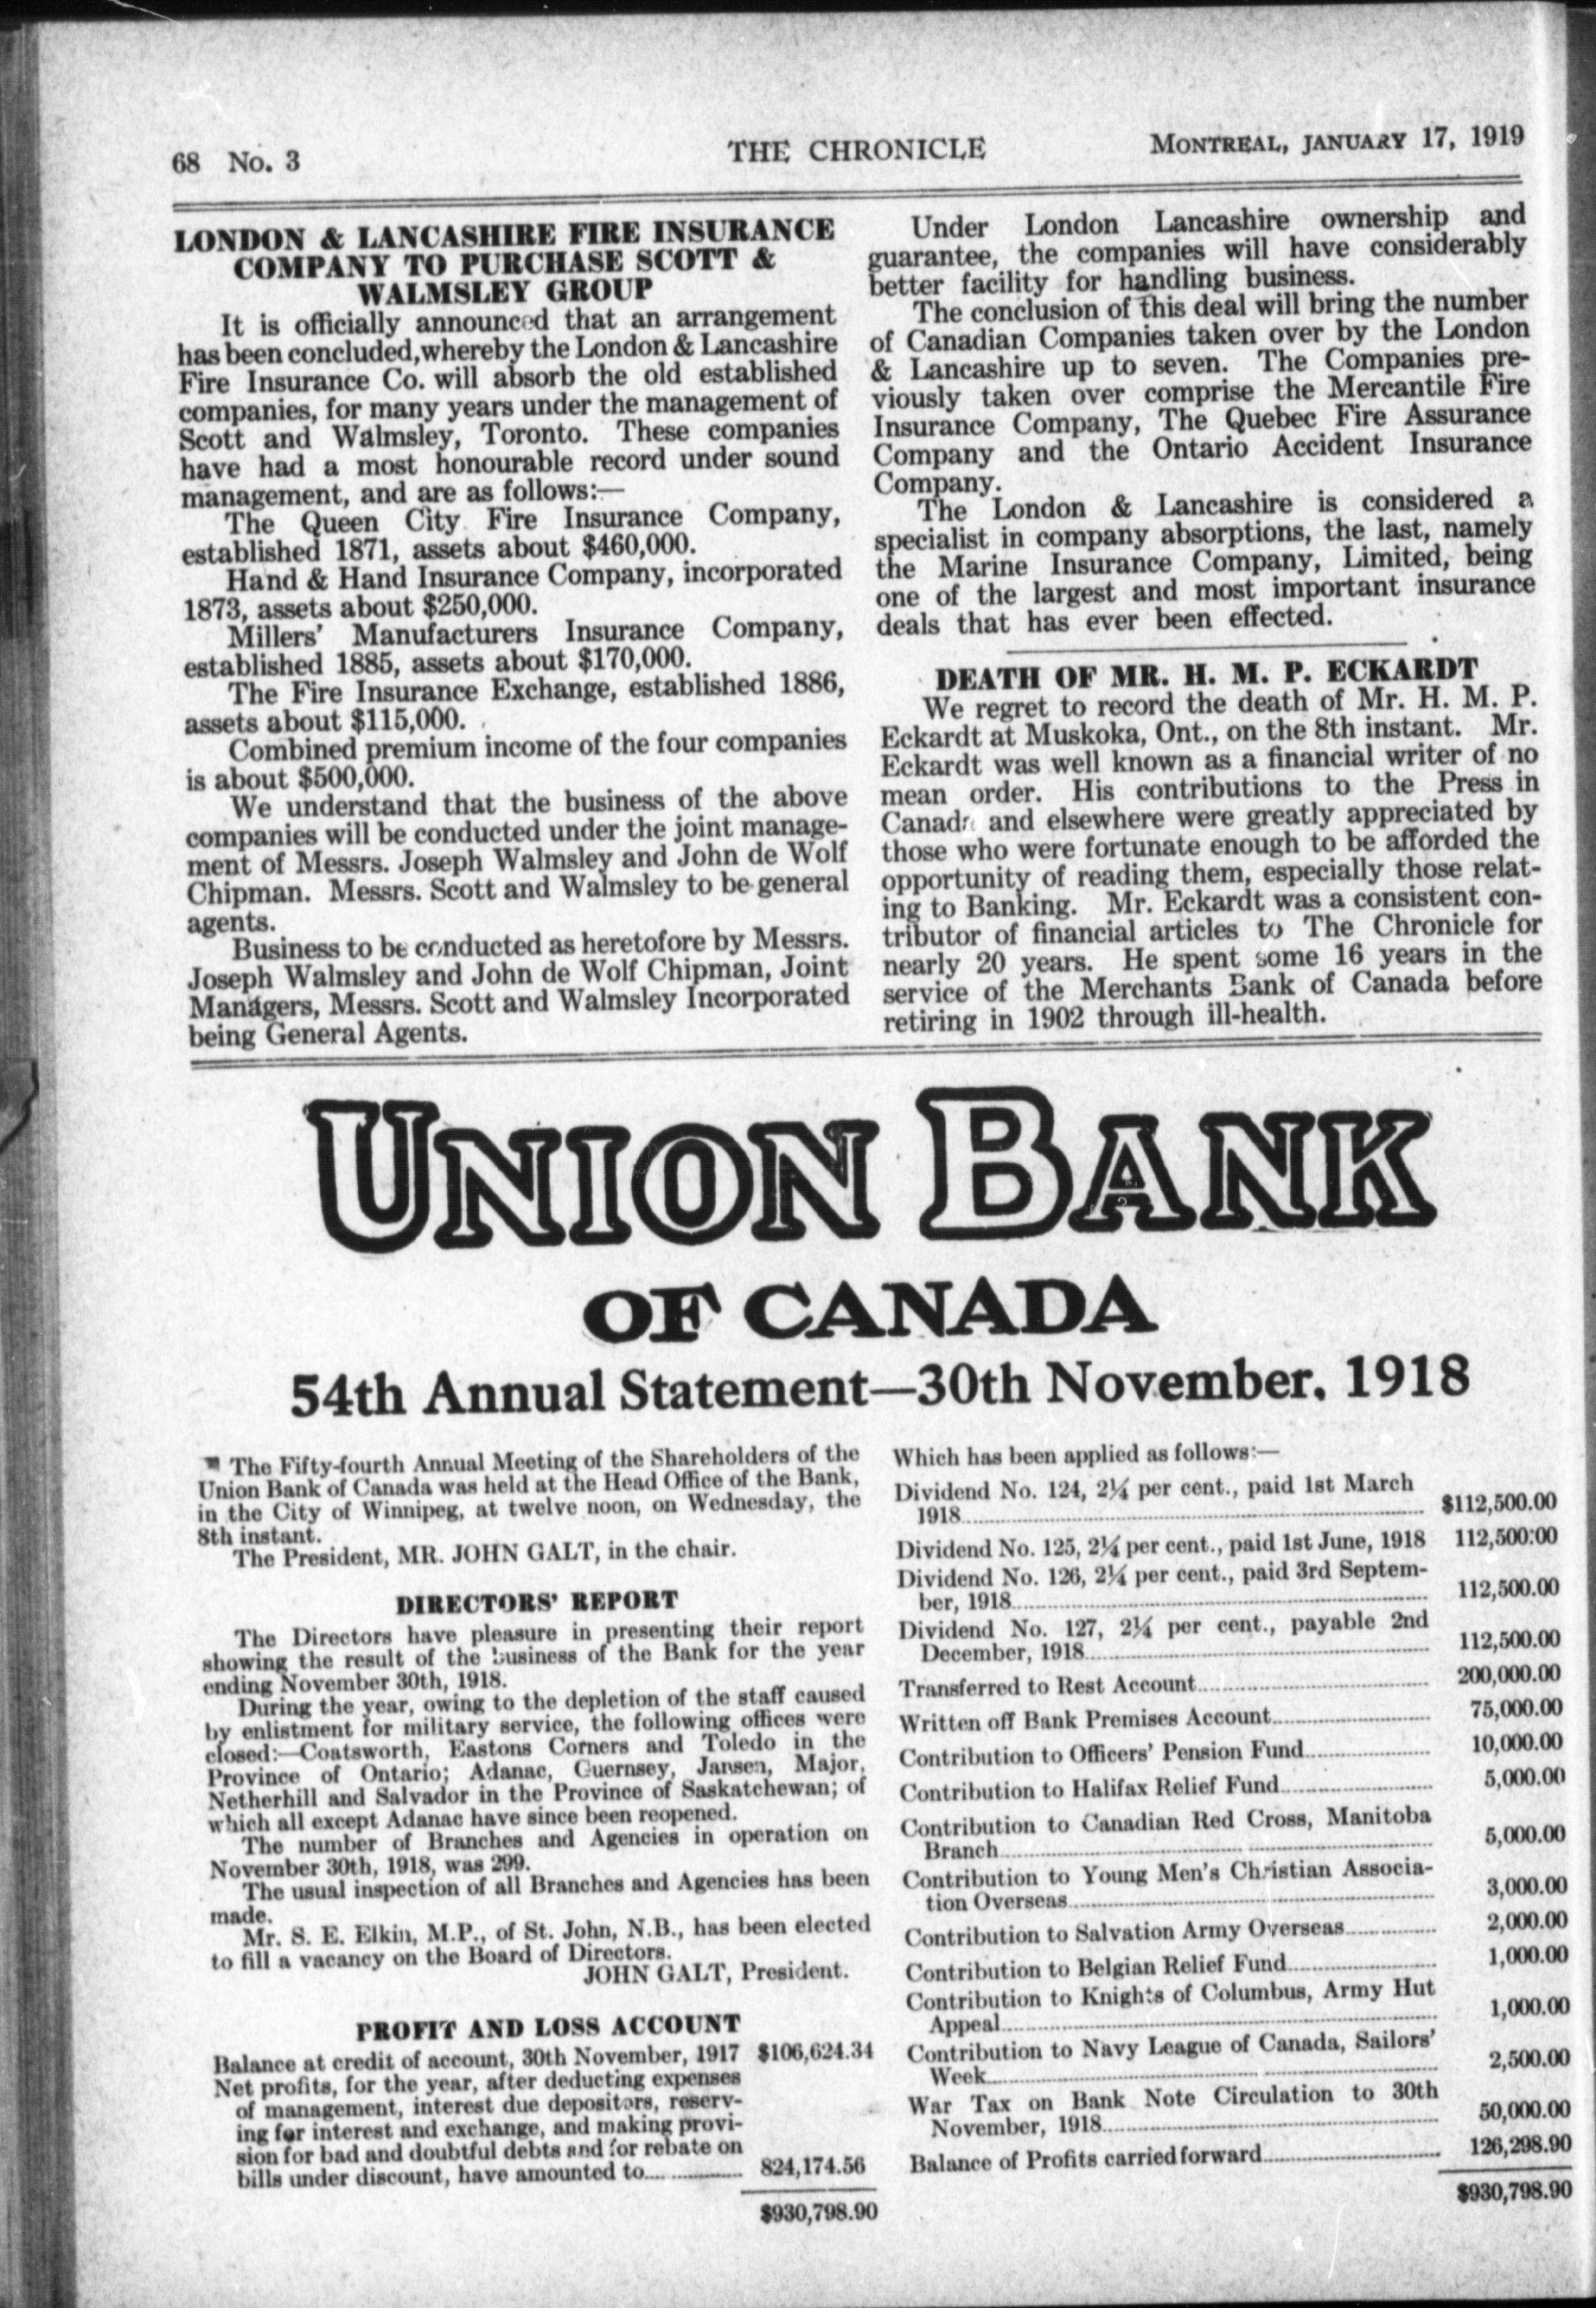 68 No. 3
THE CHRONICLE
MONTREAL, JANUARY 17, 1919
LONDON & LANCASHIRE FIRE INSURANCE
COMPANY TO PURCHASE SCOTT &
WALMSLEY GROUP
It is officially announced that an arrangement
has been concluded, whereby the London & Lancashire
Fire Insurance Co. will absorb the old established
companies, for many years under the management of
Scott and Walmsley, Toronto. These companies
have had a most honourable record under sound
management, and are as follows:—
The Queen City Fire Insurance Company,
established 1871, assets about $460,000.
Hand & Hand Insurance Company, incorporated
1873, assets about $250,000.
Millers' Manufacturers Insurance Company,
established 1885, assets about $170,000.
The Fire Insurance Exchange, established 1886,
assets about $115,000.
Combined premium income of the four companies
is about $500,000.
We understand that the business of the above
companies will be conducted under the joint manage-
ment of Messrs. Joseph Walmsley and John de Wolf
Chipman. Messrs. Scott and Walmsley to be general
agents.
Business to be conducted as heretofore by Messrs.
Joseph Walmsley and John de Wolf Chipman, Joint
Managers, Messrs. Scott and Walmsley Incorporated
being General Agents.
Under London Lancashire ownership and
guarantee, the companies will have considerably
better facility for handling business.
The conclusion of this deal will bring the number
of Canadian Companies taken over by the London
& Lancashire up to seven. The Companies pre-
viously taken over comprise the Mercantile Fire
Insurance Company, The Quebec Fire Assurance
Company and the Ontario Accident Insurance
Company.
The London & Lancashire is considered a
specialist in company absorptions, the last, namely
the Marine Insurance Company, Limited, being
one of the largest and most important insurance
deals that has ever been effected.
DEATH OF MR. H. M. P. ECKARDT
We regret to record the death of Mr. H. M. P.
Eckardt at Muskoka, Ont., on the 8th instant. Mr.
Eckardt was well known as a financial writer of no
mean order. His contributions to the Press in
Canada and elsewhere were greatly appreciated by
those who were fortunate enough to be afforded the
opportunity of reading them, especially those relat-
ing to Banking. Mr. Eckardt was a consistent con-
tributor of financial articles to The Chronicle for
nearly 20 years. He spent some 16 years in the
service of the Merchants Bank of Canada before
retiring in 1902 through ill-health.
UNION BANK
OF CANADA
54th Annual Statement—30th November. 1918
The Fifty-fourth Annual Meeting of the Shareholders of the
Union Bank of Canada was held at the Head Office of the Bank,
in the City of Winnipeg, at twelve noon, on Wednesday, the
8th instant.
The President, MR. JOHN GALT, in the chair.
DIRECTORS' REPORT
The Directors have pleasure in presenting their report
showing the result of the business of the Bank for the year
ending November 30th, 1918.
During the year, owing to the depletion of the staff caused
by enlistment for military service, the following offices were
closed:—Coatsworth, Eastons Corners and Toledo in the
Province of Ontario; Adanac, Guernsey, Jansen, Major,
Netherhill and Salvador in the Province of Saskatchewan; of
which all except Adanac have since been reopened.
The number of Branches and Agencies in operation on
November 30th, 1918, was 299.
The usual inspection of all Branches and Agencies has been
made.
Mr. S. E. Elkin, M.P., of St. John, N.B., has been elected
to fill a vacancy on the Board of Directors.
JOHN GALT, President.
PROFIT AND LOSS ACCOUNT
Balance at credit of account, 30th November, 1917 $106,624.34
Net profits, for the year, after deducting expenses
of management, interest due depositors, reserv-
ing for interest and exchange, and making provi-
sion for bad and doubtful debts and for rebate on
bills under discount, have amounted to 824,174.56
$930,798.90
Which has been applied as follows:—
Dividend No. 124, 2¼ per cent., paid 1st March
1918 $112,500.00
Dividend No. 125, 2¼ per cent., paid 1st June, 1918 112,500.00
Dividend No. 126, 2¼ per cent., paid 3rd Septem-
ber, 1918 112,500.00
Dividend No. 127, 2¼ per cent., payable 2nd
December, 1918 112,500.00
Transferred to Rest Account 200,000.00
Written off Bank Premises Account 75,000.00
Contribution to Officers' Pension Fund 10,000.00
Contribution to Halifax Relief Fund 5,000.00
Contribution to Canadian Red Cross, Manitoba
Branch 5,000.00
Contribution to Young Men's Christian Associa-
tion Overseas 3,000.00
Contribution to Salvation Army Overseas 2,000.00
Contribution to Belgian Relief Fund 1,000.00
Contribution to Knights of Columbus, Army Hut
Appeal 1,000.00
Contribution to Navy League of Canada, Sailors'
Week 2,500.00
War Tax on Bank Note Circulation to 30th
November, 1918 50,000.00
Balance of Profits carried forward 126,298.90
$930,798.90